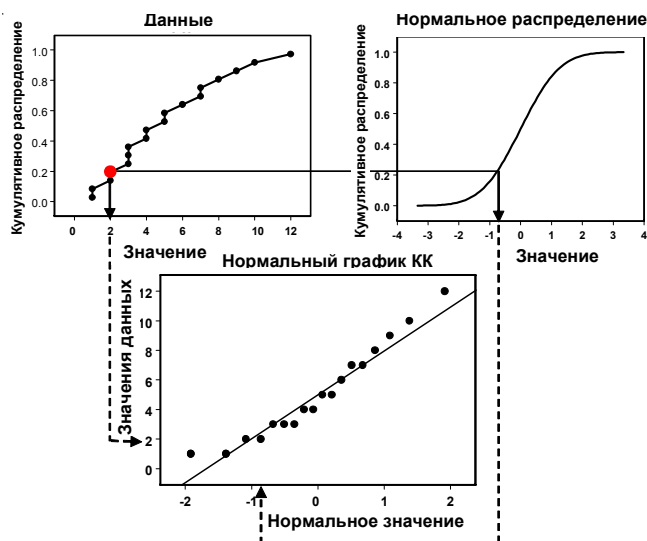 Данные
Кумулятивное распределение
1.0
0.8
0.6
0.4
0.2
0.0
0 2 4 6 8 10 12
Значение
Нормальное распределение
Кумулятивное распределение
1.0
0.8
0.6
0.4
0.2
0.0
-4 -3 -2 -1 0 1 2 3 4
Значение
Нормальный график КК
Значения данных
12
10
8
6
4
2
0
-2 -1 0 1 2
Нормальное значение